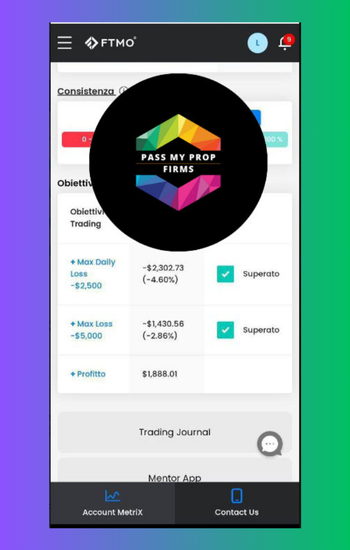 FTMO®
L
9
Consistenza
0 -
00 %
PASS MY PROP
FIRMS
Obiettivi
Trading
+ Max Daily
Loss
-$2,500
-$2,302.73
(-4.60%)
Superato
+ Max Loss
-$5,000
-$1,430.56
(-2.86%)
Superato
+ Profitto
$1,888.01
Trading Journal
Mentor App
Account MetriX
Contact Us